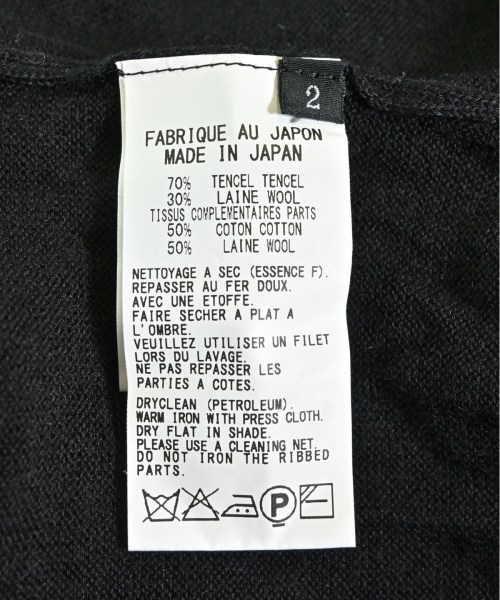 2
FABRIQUE AU JAPON
MADE IN JAPAN
70% TENCEL TENCEL
30% LAINE WOOL
TISSUS COMPLEMENTAIRES PARTS
50% COTON COTTON
50% LAINE WOOL
NETTOYAGE A SEC (ESSENCE F).
REPASSER AU FER DOUX.
AVEC UNE ETOFFE.
FAIRE SECHER A PLAT A
L'OMBRE.
VEUILLEZ UTILISER UN FILET
LORS DU LAVAGE.
NE PAS REPASSER LES
PARTIES A COTES.
DRYCLEAN (PETROLEUM).
WARM IRON WITH PRESS CLOTH.
DRY FLAT IN SHADE.
PLEASE USE A CLEANING NET.
DO NOT IRON THE RIBBED
PARTS.
P